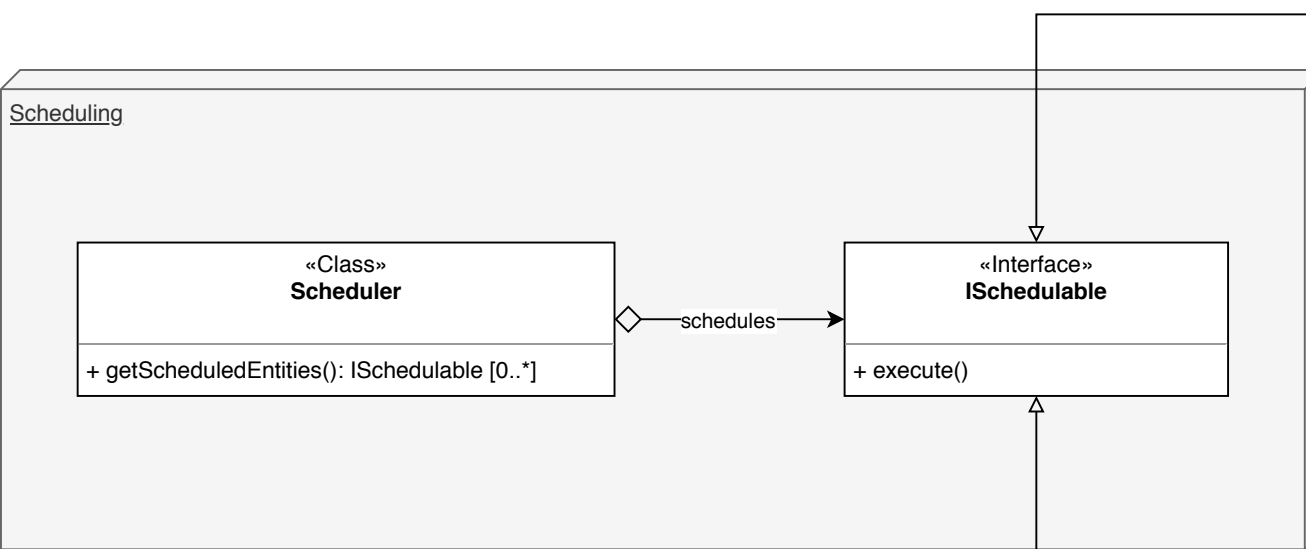 Scheduling
«Class»
Scheduler
+ getScheduledEntities(): ISchedulable [0..*]
schedules
«Interface»
ISchedulable
+ execute()